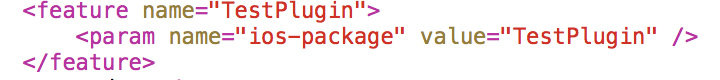 <feature name="TestPlugin">
<param name="ios-package" value="TestPlugin" />
</feature>